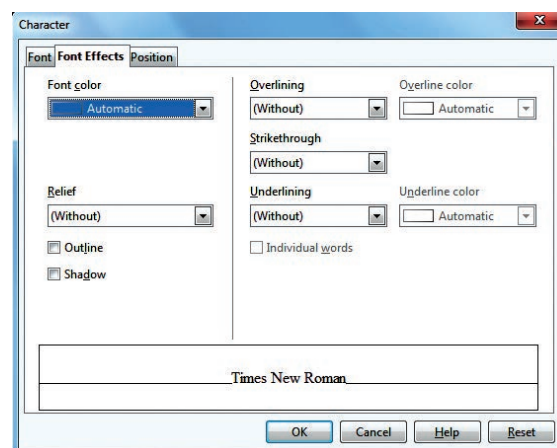 Character
Font Font Effects Position
Font color
Automatic
Overlining Overline color
(Without) Automatic
Strikethrough
(Without)
Relief
(Without)
Underlining Underline color
(Without) Automatic
Outline
Shadow
Individual words
Times New Roman
OK Cancel Help Reset